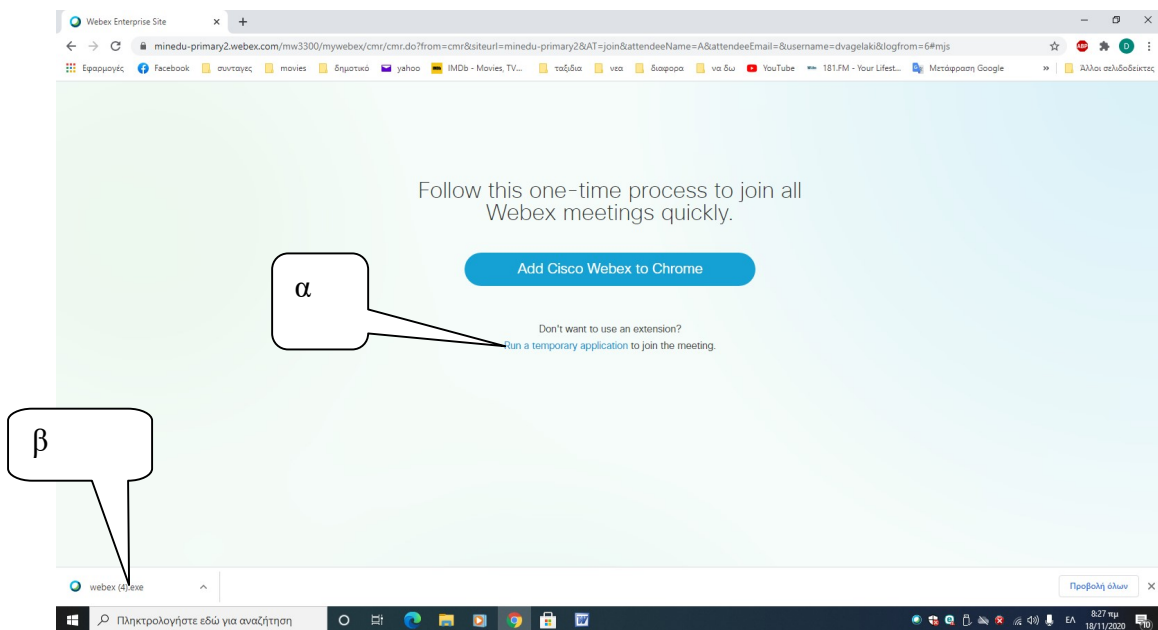 Webex Enterprise Site
minedu-primary2.webex.com/mw3300/mywebex/cmr/cmr.do?from=cmr&siteurl=minedu-primary2&AT=join&attendeeName=A&attendeeEmail=&username=dvagelaki&logfrom=6#mjs
ABP
D
Εφαρμογές Facebook συνταγες movies δημοτικό yahoo IMDb - Movies, TV... ταξιδια νεα διαφορα να δω YouTube 181.FM - Your Lifest... Μετάφραση Google » Άλλοι σελιδοδείκτες
Follow this one-time process to join all
Webex meetings quickly.
Add Cisco Webex to Chrome
α
Don't want to use an extension?
Run a temporary application to join the meeting.
β
webex (4).exe
Προβολή όλων
Πληκτρολογήστε εδώ για αναζήτηση
ΕΛ
8:27 πμ
18/11/2020
10